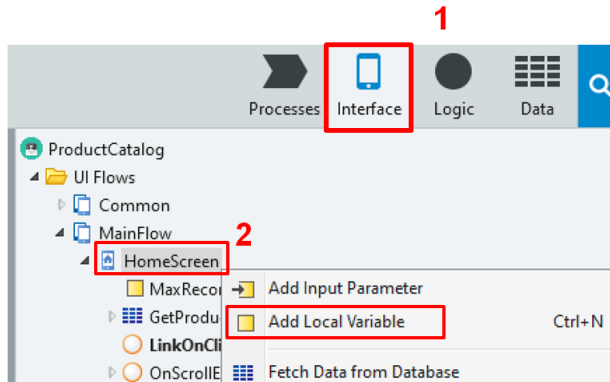 1
Processes
Interface
Logic
Data
ProductCatalog
UI Flows
Common
MainFlow
2
HomeScreen
MaxRecor
Add Input Parameter
GetProdu
Add Local Variable Ctrl+N
LinkOnCli
OnScrollE
Fetch Data from Database